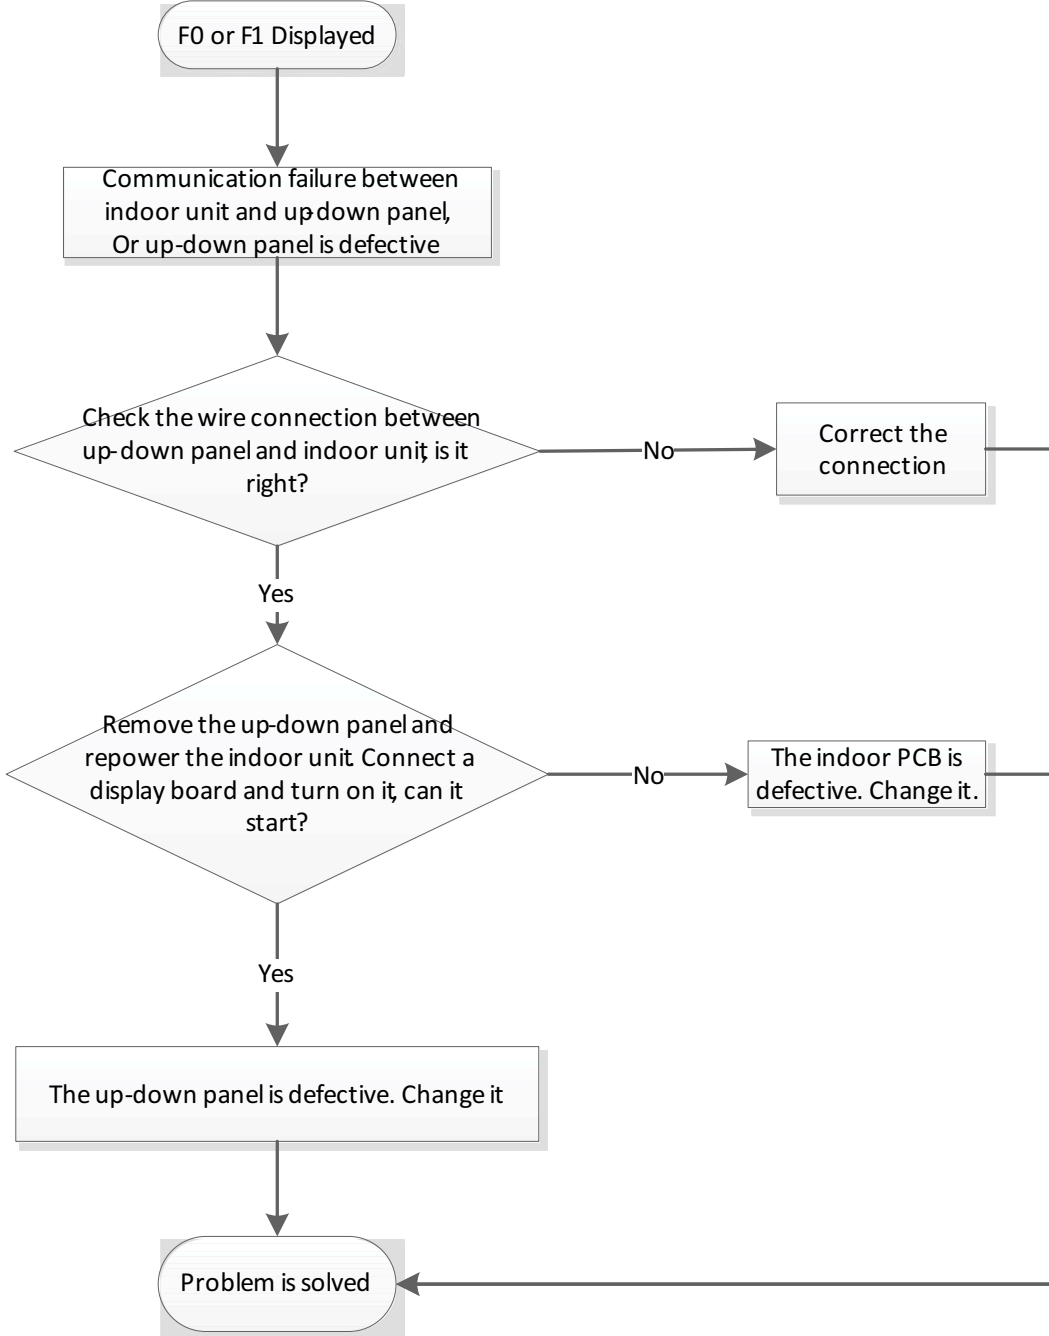 F0 or F1 Displayed
Communication failure between
indoor unit and up-down panel,
Or up-down panel is defective
Check the wire connection between
up-down panel and indoor unit, is it
right?
No
Correct the
connection
Yes
Remove the up-down panel and
repower the indoor unit. Connect a
display board and turn on it, can it
start?
No
The indoor PCB is
defective. Change it.
Yes
The up-down panel is defective. Change it
Problem is solved